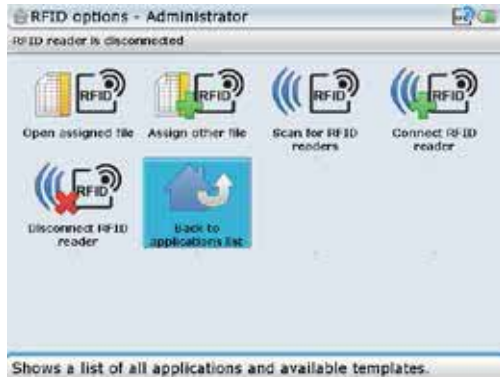 RFID options - Administrator
RFID reader is disconnected
RFID
RFID
RFID
RFID
Open assigned file
Assign other file
Scan for RFID
readers
Connect RFID
reader
RFID
Disconnect RFID
reader
Back to
applications list
Shows a list of all applications and available templates.